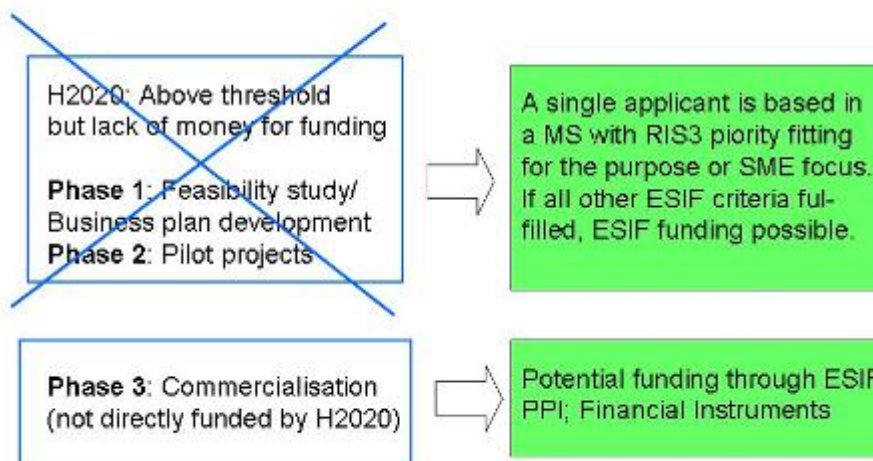 H2020: Above threshold
but lack of money for funding
Phase 1: Feasibility study/
Business plan development
Phase 2: Pilot projects
A single applicant is based in
a MS with RIS3 piority fitting
for the purpose or SME focus.
If all other ESIF criteria ful-
filled, ESIF funding possible.
Phase 3: Commercialisation
(not directly funded by H2020)
Potential funding through ESIF
PPI; Financial Instruments